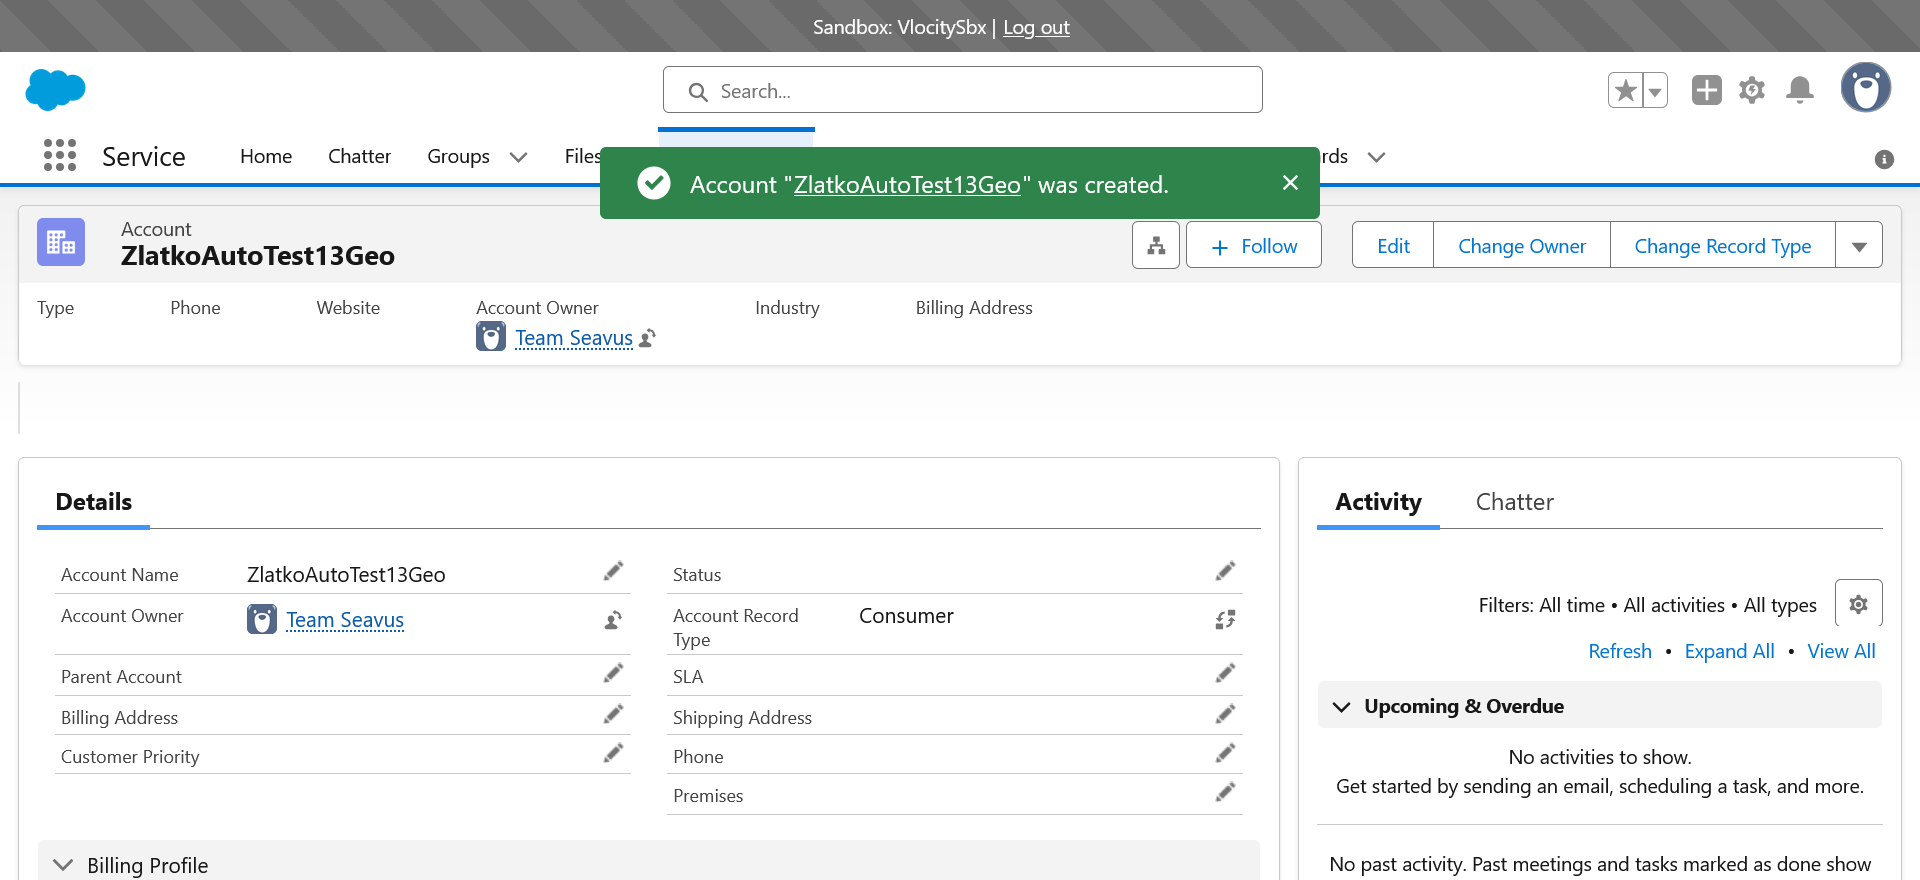 Sandbox: VlocitySbx | Log out
Search...
Service Home Chatter Groups Files
Account "ZlatkoAutoTest13Geo" was created.
Account
ZlatkoAutoTest13Geo
Follow Edit Change Owner Change Record Type
Type Phone Website Account Owner Industry Billing Address
Team Seavus
Details
Account Name ZlatkoAutoTest13Geo
Status
Account Owner Team Seavus
Account Record Type Consumer
Parent Account
SLA
Billing Address
Shipping Address
Customer Priority
Phone
Premises
Billing Profile
Activity Chatter
Filters: All time • All activities • All types
Refresh • Expand All • View All
Upcoming & Overdue
No activities to show.
Get started by sending an email, scheduling a task, and more.
No past activity. Past meetings and tasks marked as done show